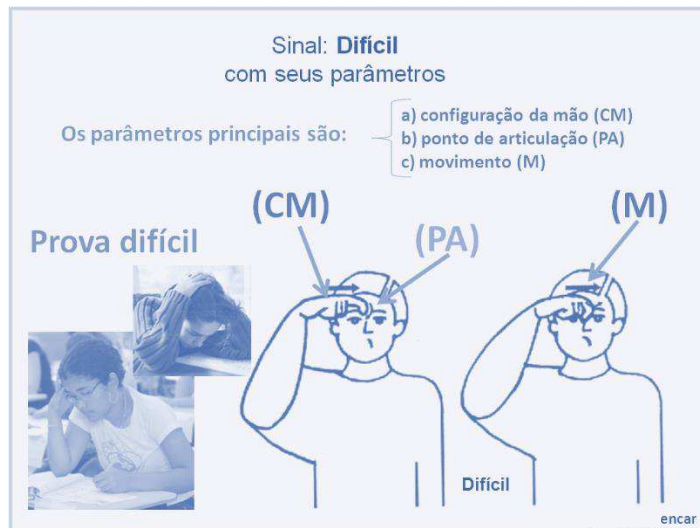 Sinal: Difícil
com seus parâmetros
Os parâmetros principais são:
a) configuração da mão (CM)
b) ponto de articulação (PA)
c) movimento (M)
(CM)
(PA)
(M)
Prova difícil
Difícil
encar